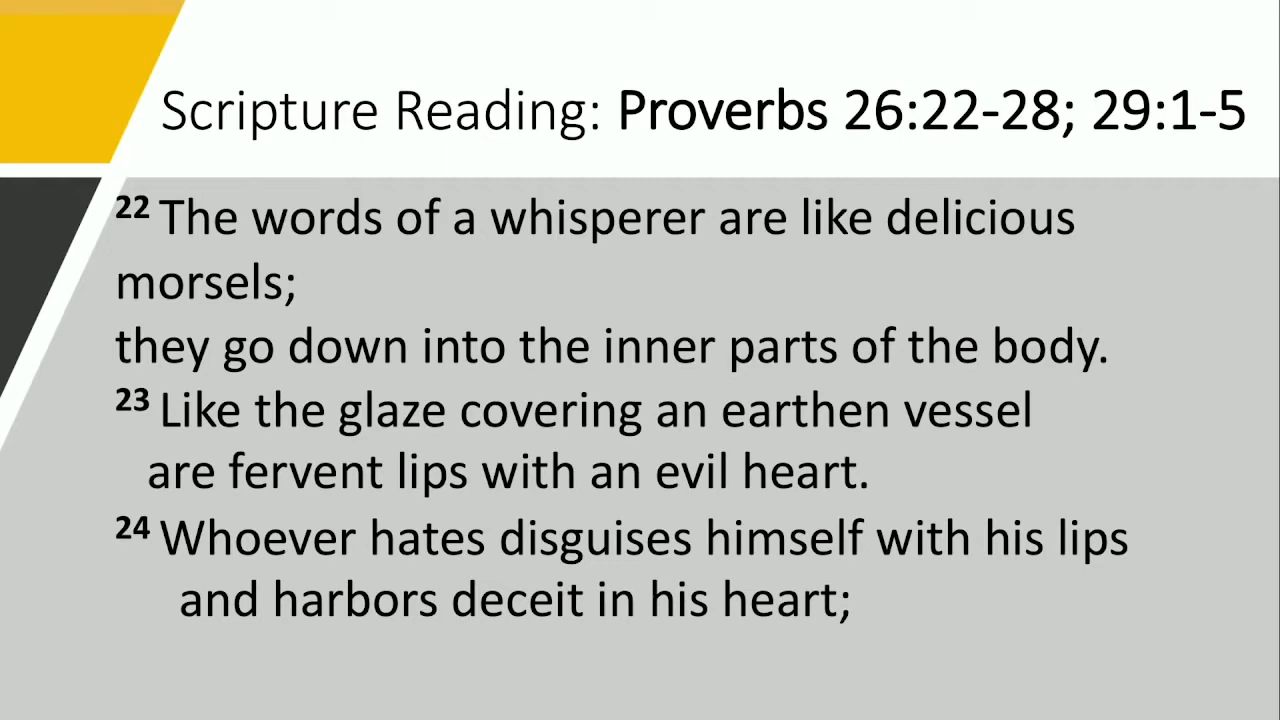 Scripture Reading: Proverbs 26:22-28; 29:1-5
22 The words of a whisperer are like delicious
morsels;
they go down into the inner parts of the body.
23 Like the glaze covering an earthen vessel
are fervent lips with an evil heart.
24 Whoever hates disguises himself with his lips
and harbors deceit in his heart;